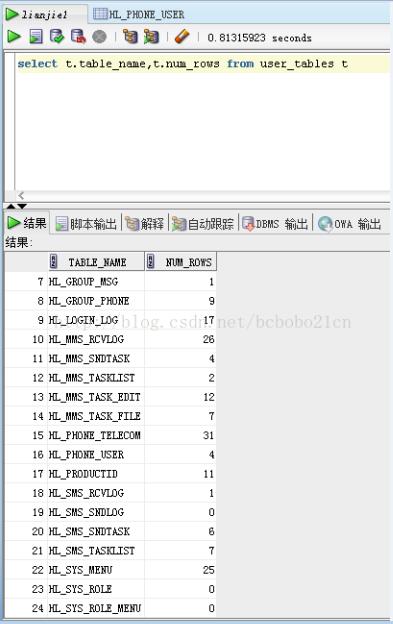 lianjie1 HL_PHONE_USER
0.81315923 seconds
select t.table_name,t.num_rows from user_tables t
结果 脚本输出 解释 自动跟踪 DBMS 输出 OWA 输出
结果:
TABLE_NAME NUM_ROWS
7 HL_GROUP_MSG 1
8 HL_GROUP_PHONE 9
9 HL_LOGIN_LOG 17
http://blog.csdn.net/bcbobo21cn
10 HL_MMS_RCVLOG 26
11 HL_MMS_SNDTASK 4
12 HL_MMS_TASKLIST 2
13 HL_MMS_TASK_EDIT 12
14 HL_MMS_TASK_FILE 7
15 HL_PHONE_TELECOM 31
16 HL_PHONE_USER 4
17 HL_PRODUCTID 11
18 HL_SMS_RCVLOG 1
19 HL_SMS_SNDLOG 0
20 HL_SMS_SNDTASK 6
21 HL_SMS_TASKLIST 7
22 HL_SYS_MENU 25
23 HL_SYS_ROLE 0
24 HL_SYS_ROLE_MENU 0